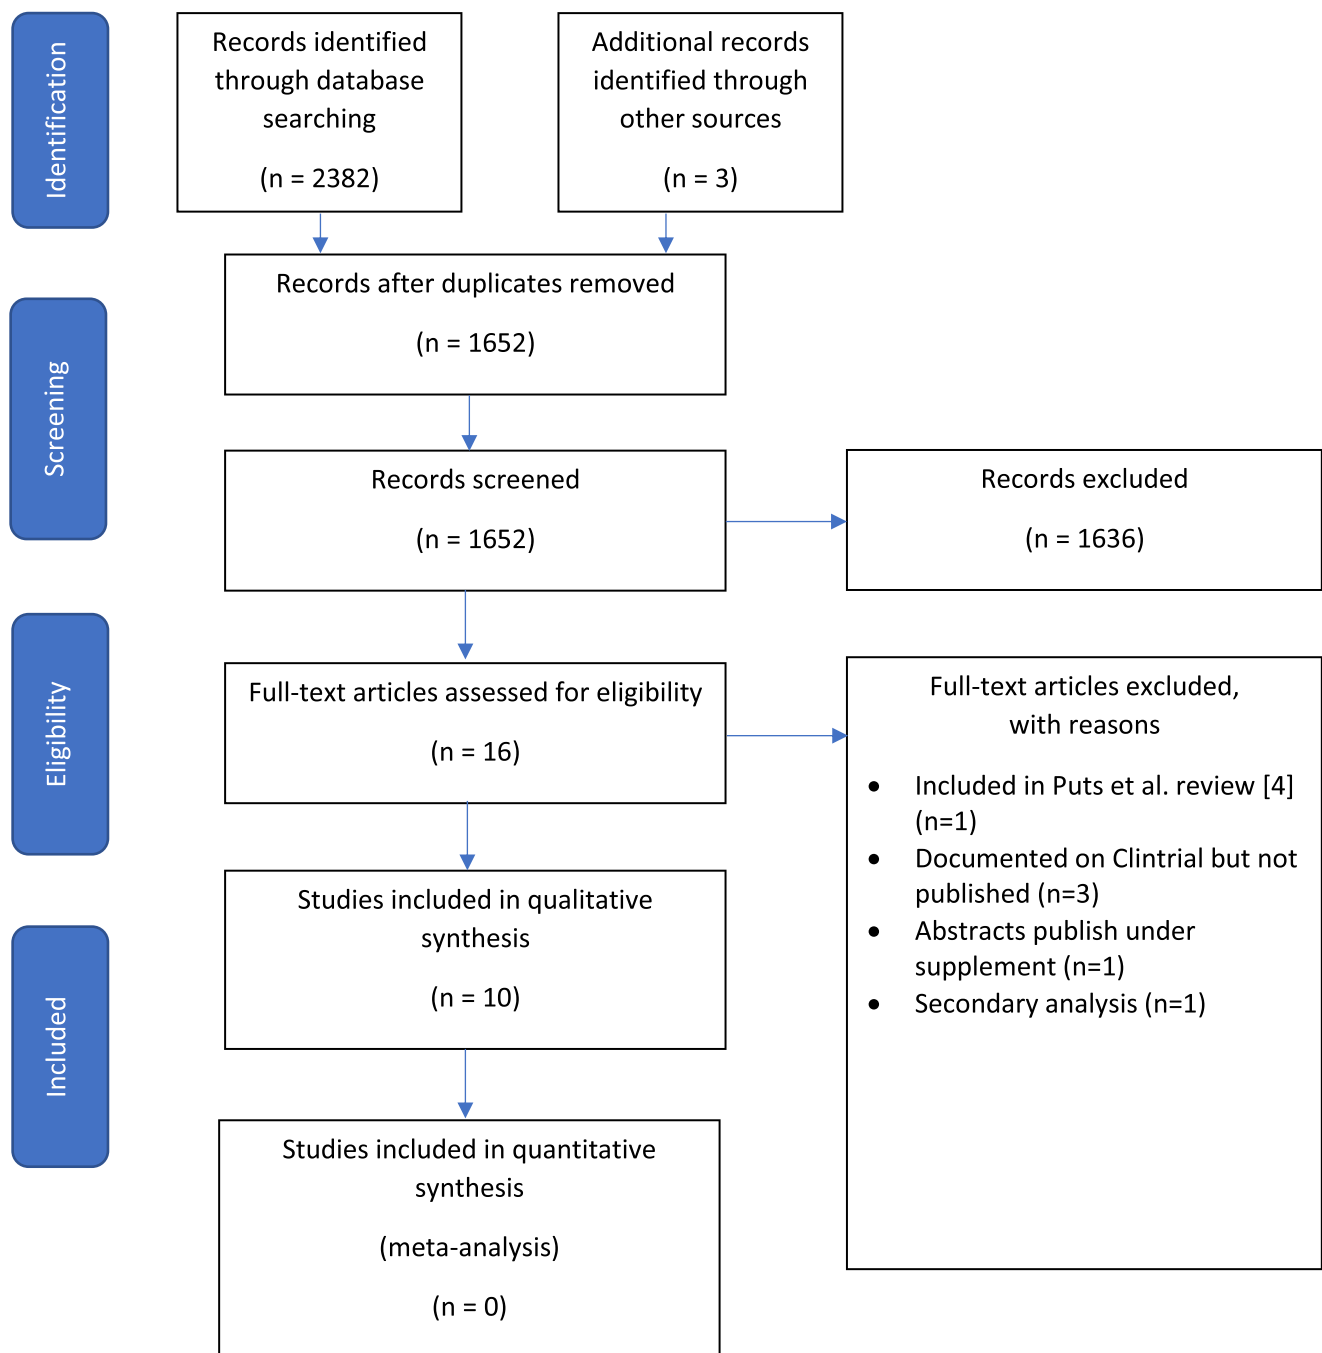 Identification
Records identified
through database
searching
(n = 2382)
Additional records
identified through
other sources
(n = 3)
Records after duplicates removed
(n = 1652)
Screening
Records screened
(n = 1652)
Records excluded
(n = 1636)
Eligibility
Full-text articles assessed for eligibility
(n = 16)
Full-text articles excluded,
with reasons
• Included in Puts et al. review [4]
(n=1)
• Documented on Clintrial but not
published (n=3)
• Abstracts publish under
supplement (n=1)
• Secondary analysis (n=1)
Included
Studies included in qualitative
synthesis
(n = 10)
Studies included in quantitative
synthesis
(meta-analysis)
(n = 0)